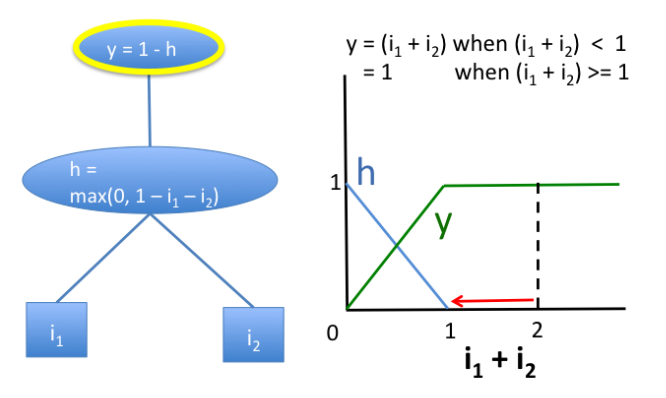 y = 1 - h
h =
max(0, 1 – i₁ – i₂)
i₁
i₂
y = (i₁ + i₂) when (i₁ + i₂) < 1
= 1 when (i₁ + i₂) >= 1
1
h
y
0
1
2
i₁ + i₂